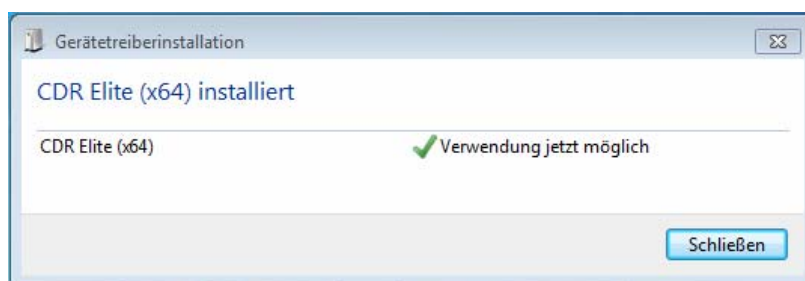 Gerätetreiberinstallation
CDR Elite (x64) installiert
CDR Elite (x64) Verwendung jetzt möglich
Schließen